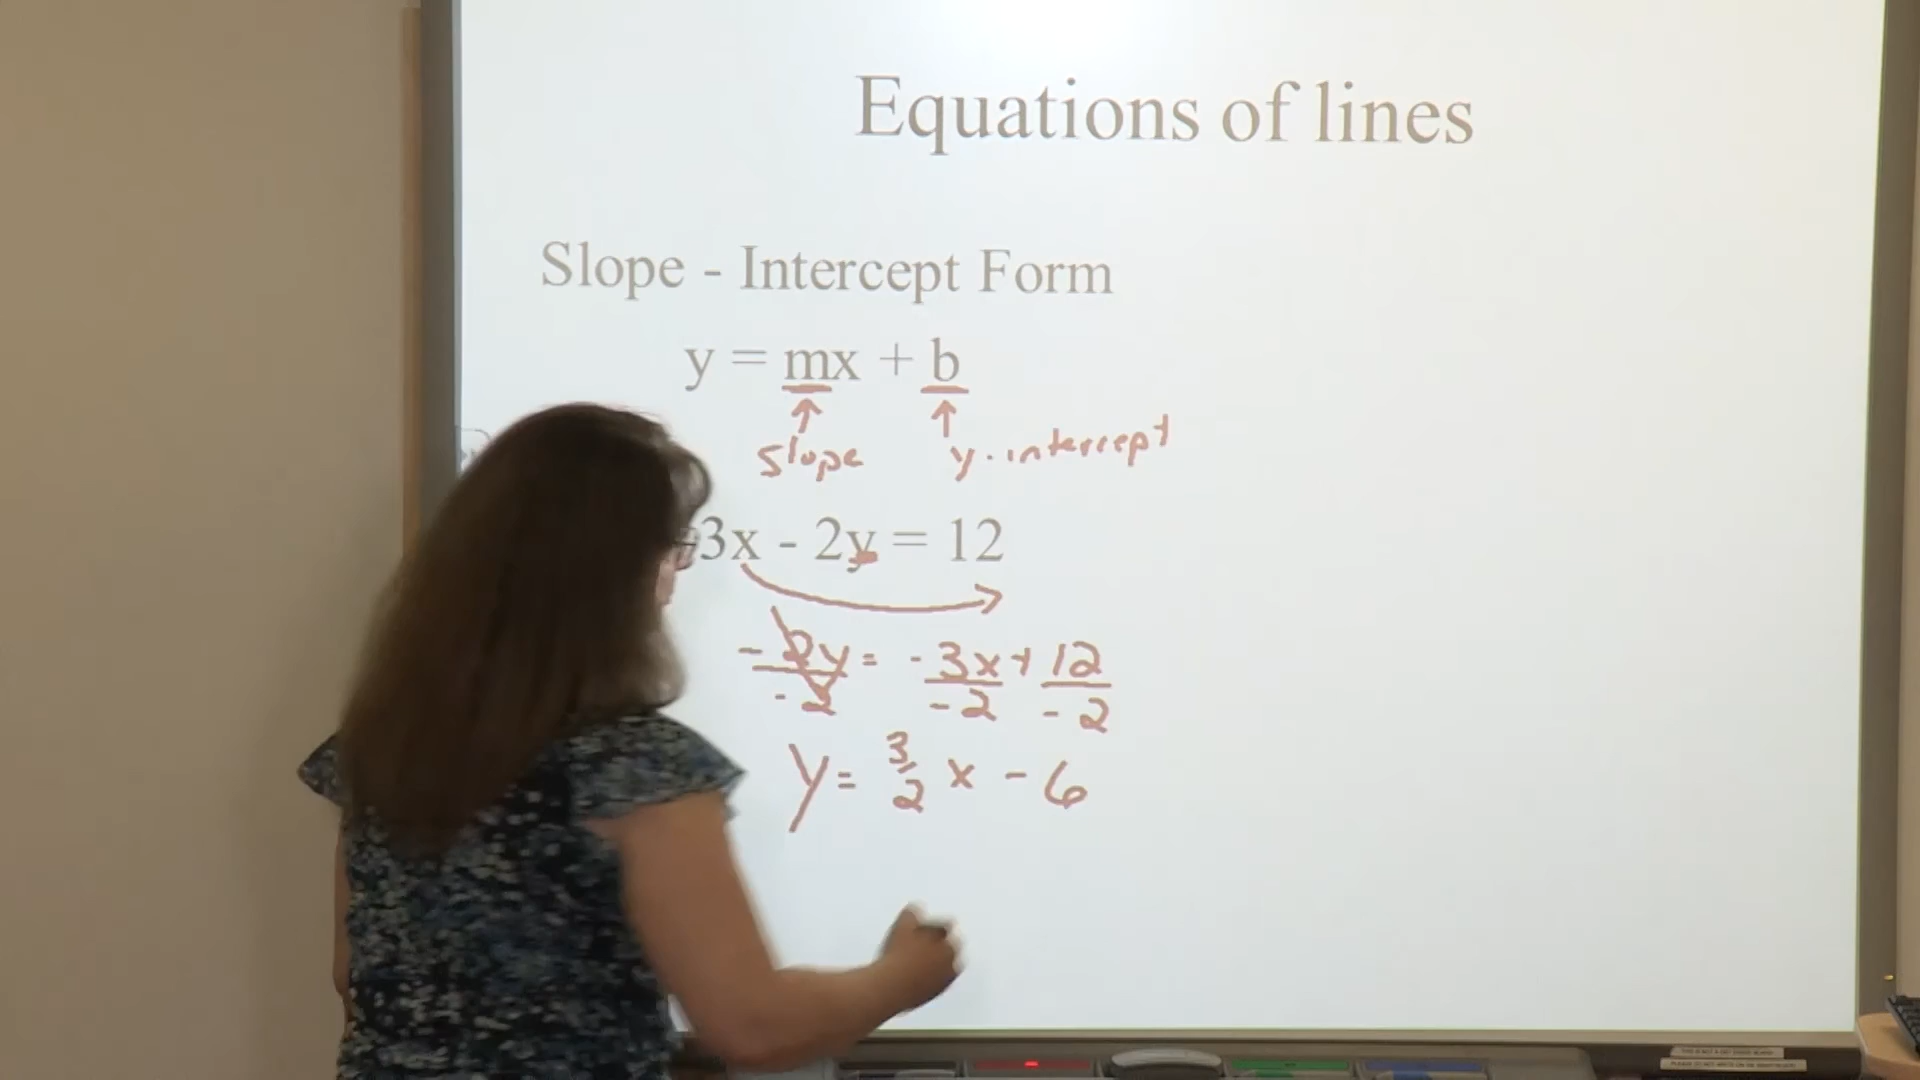 Equations of lines
Slope - Intercept Form
y = mx + b
↑ ↑
slope y-intercept
3x - 2y = 12
-2y = -3x + 12
-2 -2 -2
y = 3/2 x - 6